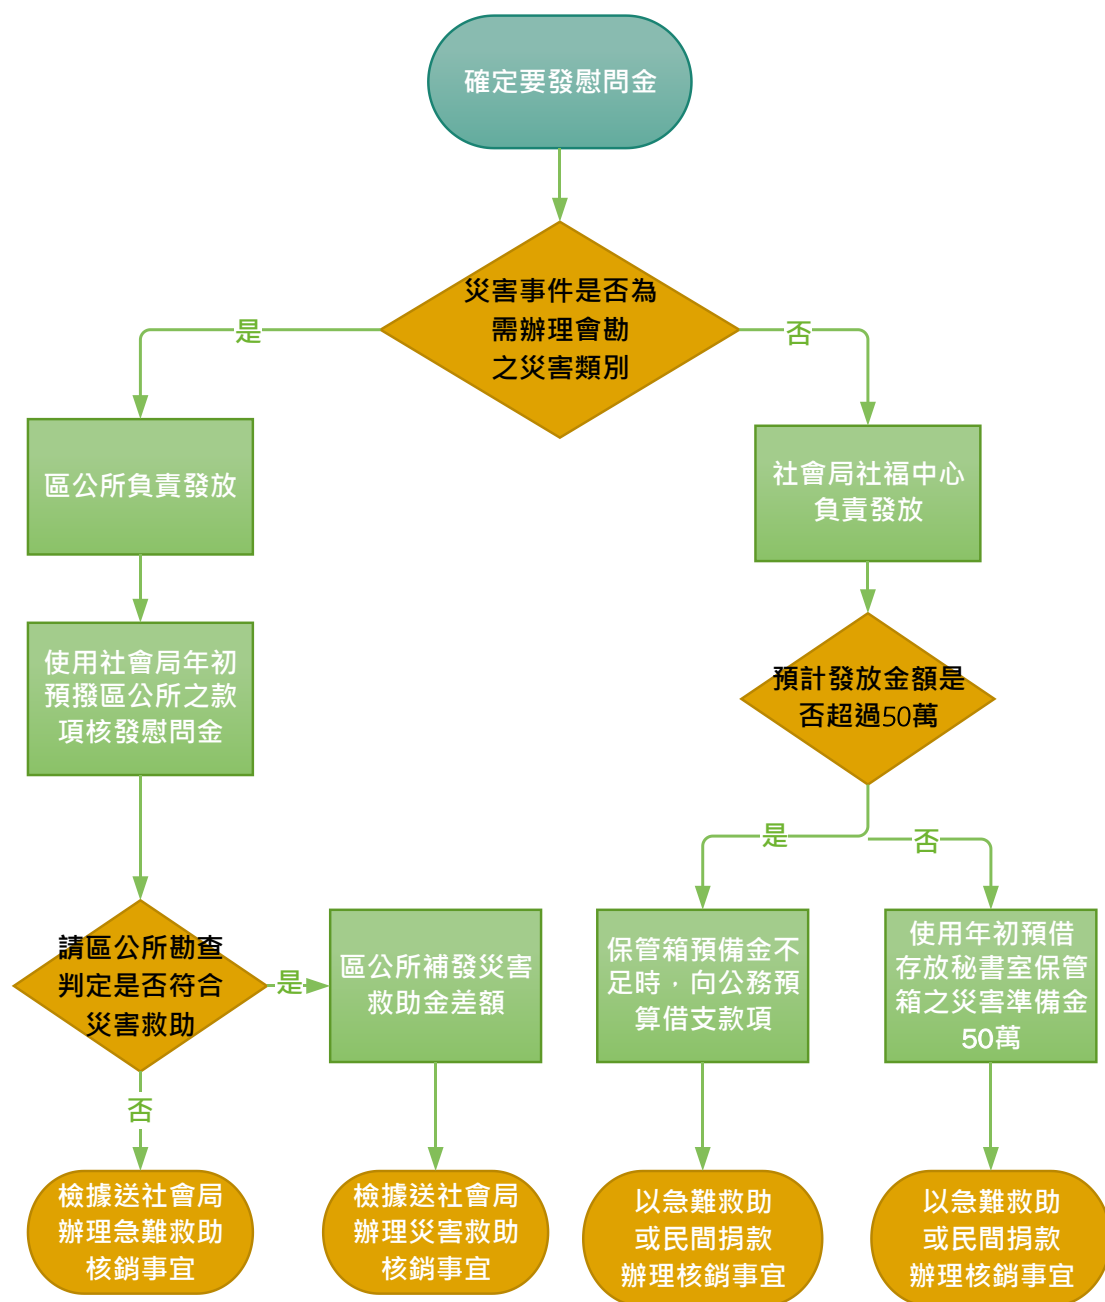 確定要發慰問金
災害事件是否為
需辦理會勘
之災害類別
是
否
區公所負責發放
社會局社福中心
負責發放
使用社會局年初
預撥區公所之款
項核發慰問金
預計發放金額是
否超過50萬
是
否
請區公所勘查
判定是否符合
災害救助
是
區公所補發災害
救助金差額
保管箱預備金不
足時，向公務預
算借支款項
使用年初預借
存放秘書室保管
箱之災害準備金
50萬
否
檢據送社會局
辦理急難救助
核銷事宜
檢據送社會局
辦理災害救助
核銷事宜
以急難救助
或民間捐款
辦理核銷事宜
以急難救助
或民間捐款
辦理核銷事宜